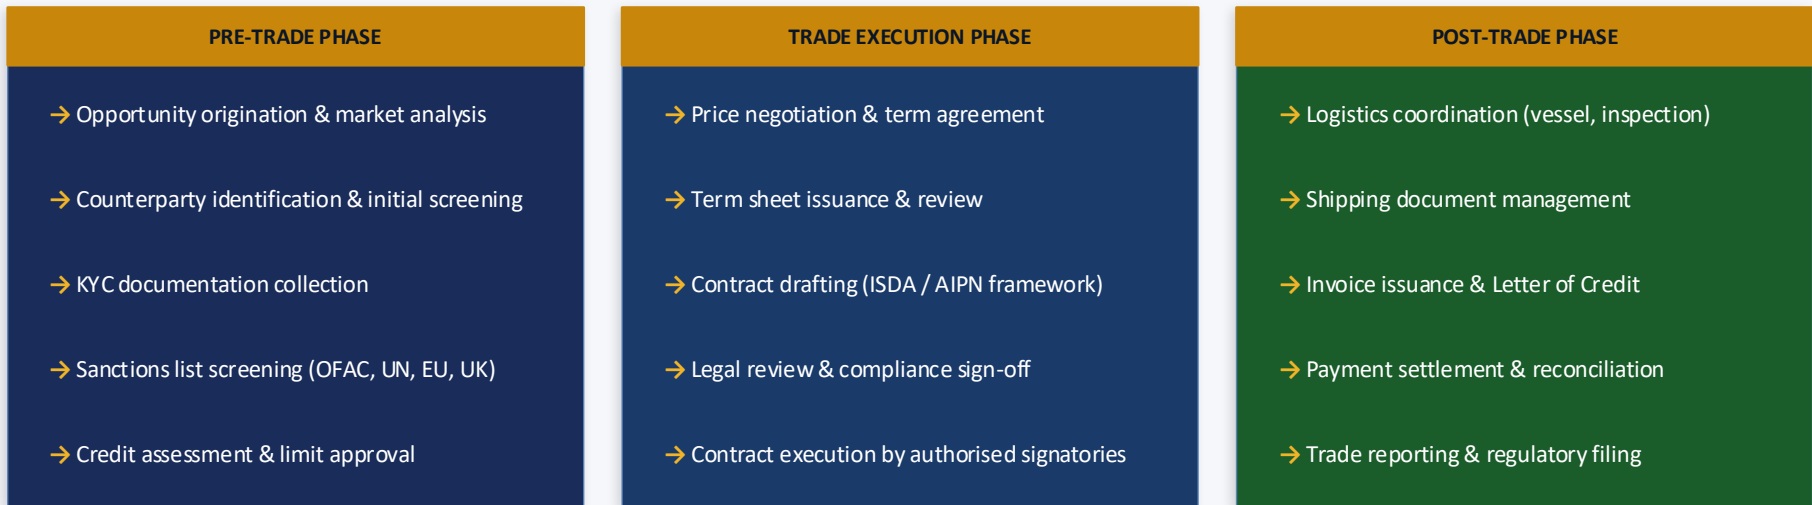 PRE-TRADE PHASE
→ Opportunity origination & market analysis
→ Counterparty identification & initial screening
→ KYC documentation collection
→ Sanctions list screening (OFAC, UN, EU, UK)
→ Credit assessment & limit approval
TRADE EXECUTION PHASE
→ Price negotiation & term agreement
→ Term sheet issuance & review
→ Contract drafting (ISDA / AIPN framework)
→ Legal review & compliance sign-off
→ Contract execution by authorised signatories
POST-TRADE PHASE
→ Logistics coordination (vessel, inspection)
→ Shipping document management
→ Invoice issuance & Letter of Credit
→ Payment settlement & reconciliation
→ Trade reporting & regulatory filing